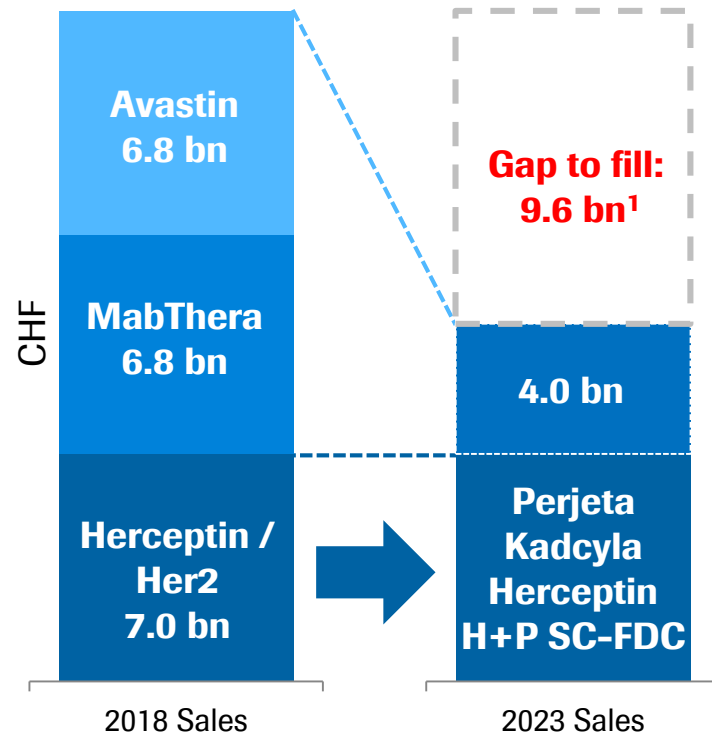 CHF
Avastin
6.8 bn
MabThera
6.8 bn
Herceptin /
Her2
7.0 bn
2018 Sales
Gap to fill:
9.6 bn¹
4.0 bn
Perjeta
Kadcyla
Herceptin
H+P SC-FDC
2023 Sales